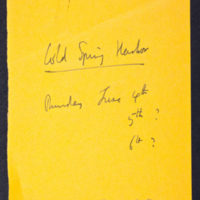 Cold Spring Harbor
June 4th
5th ?
6th ?